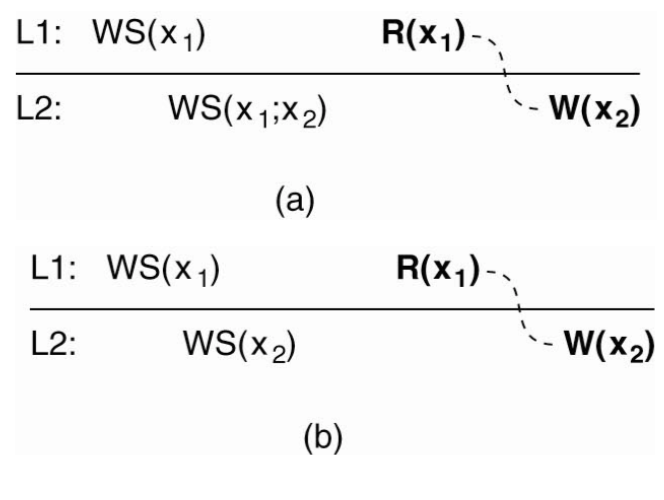 L1: WS(x₁) R(x₁)
L2: WS(x₁;x₂) W(x₂)
(a)
L1: WS(x₁) R(x₁)
L2: WS(x₂) W(x₂)
(b)